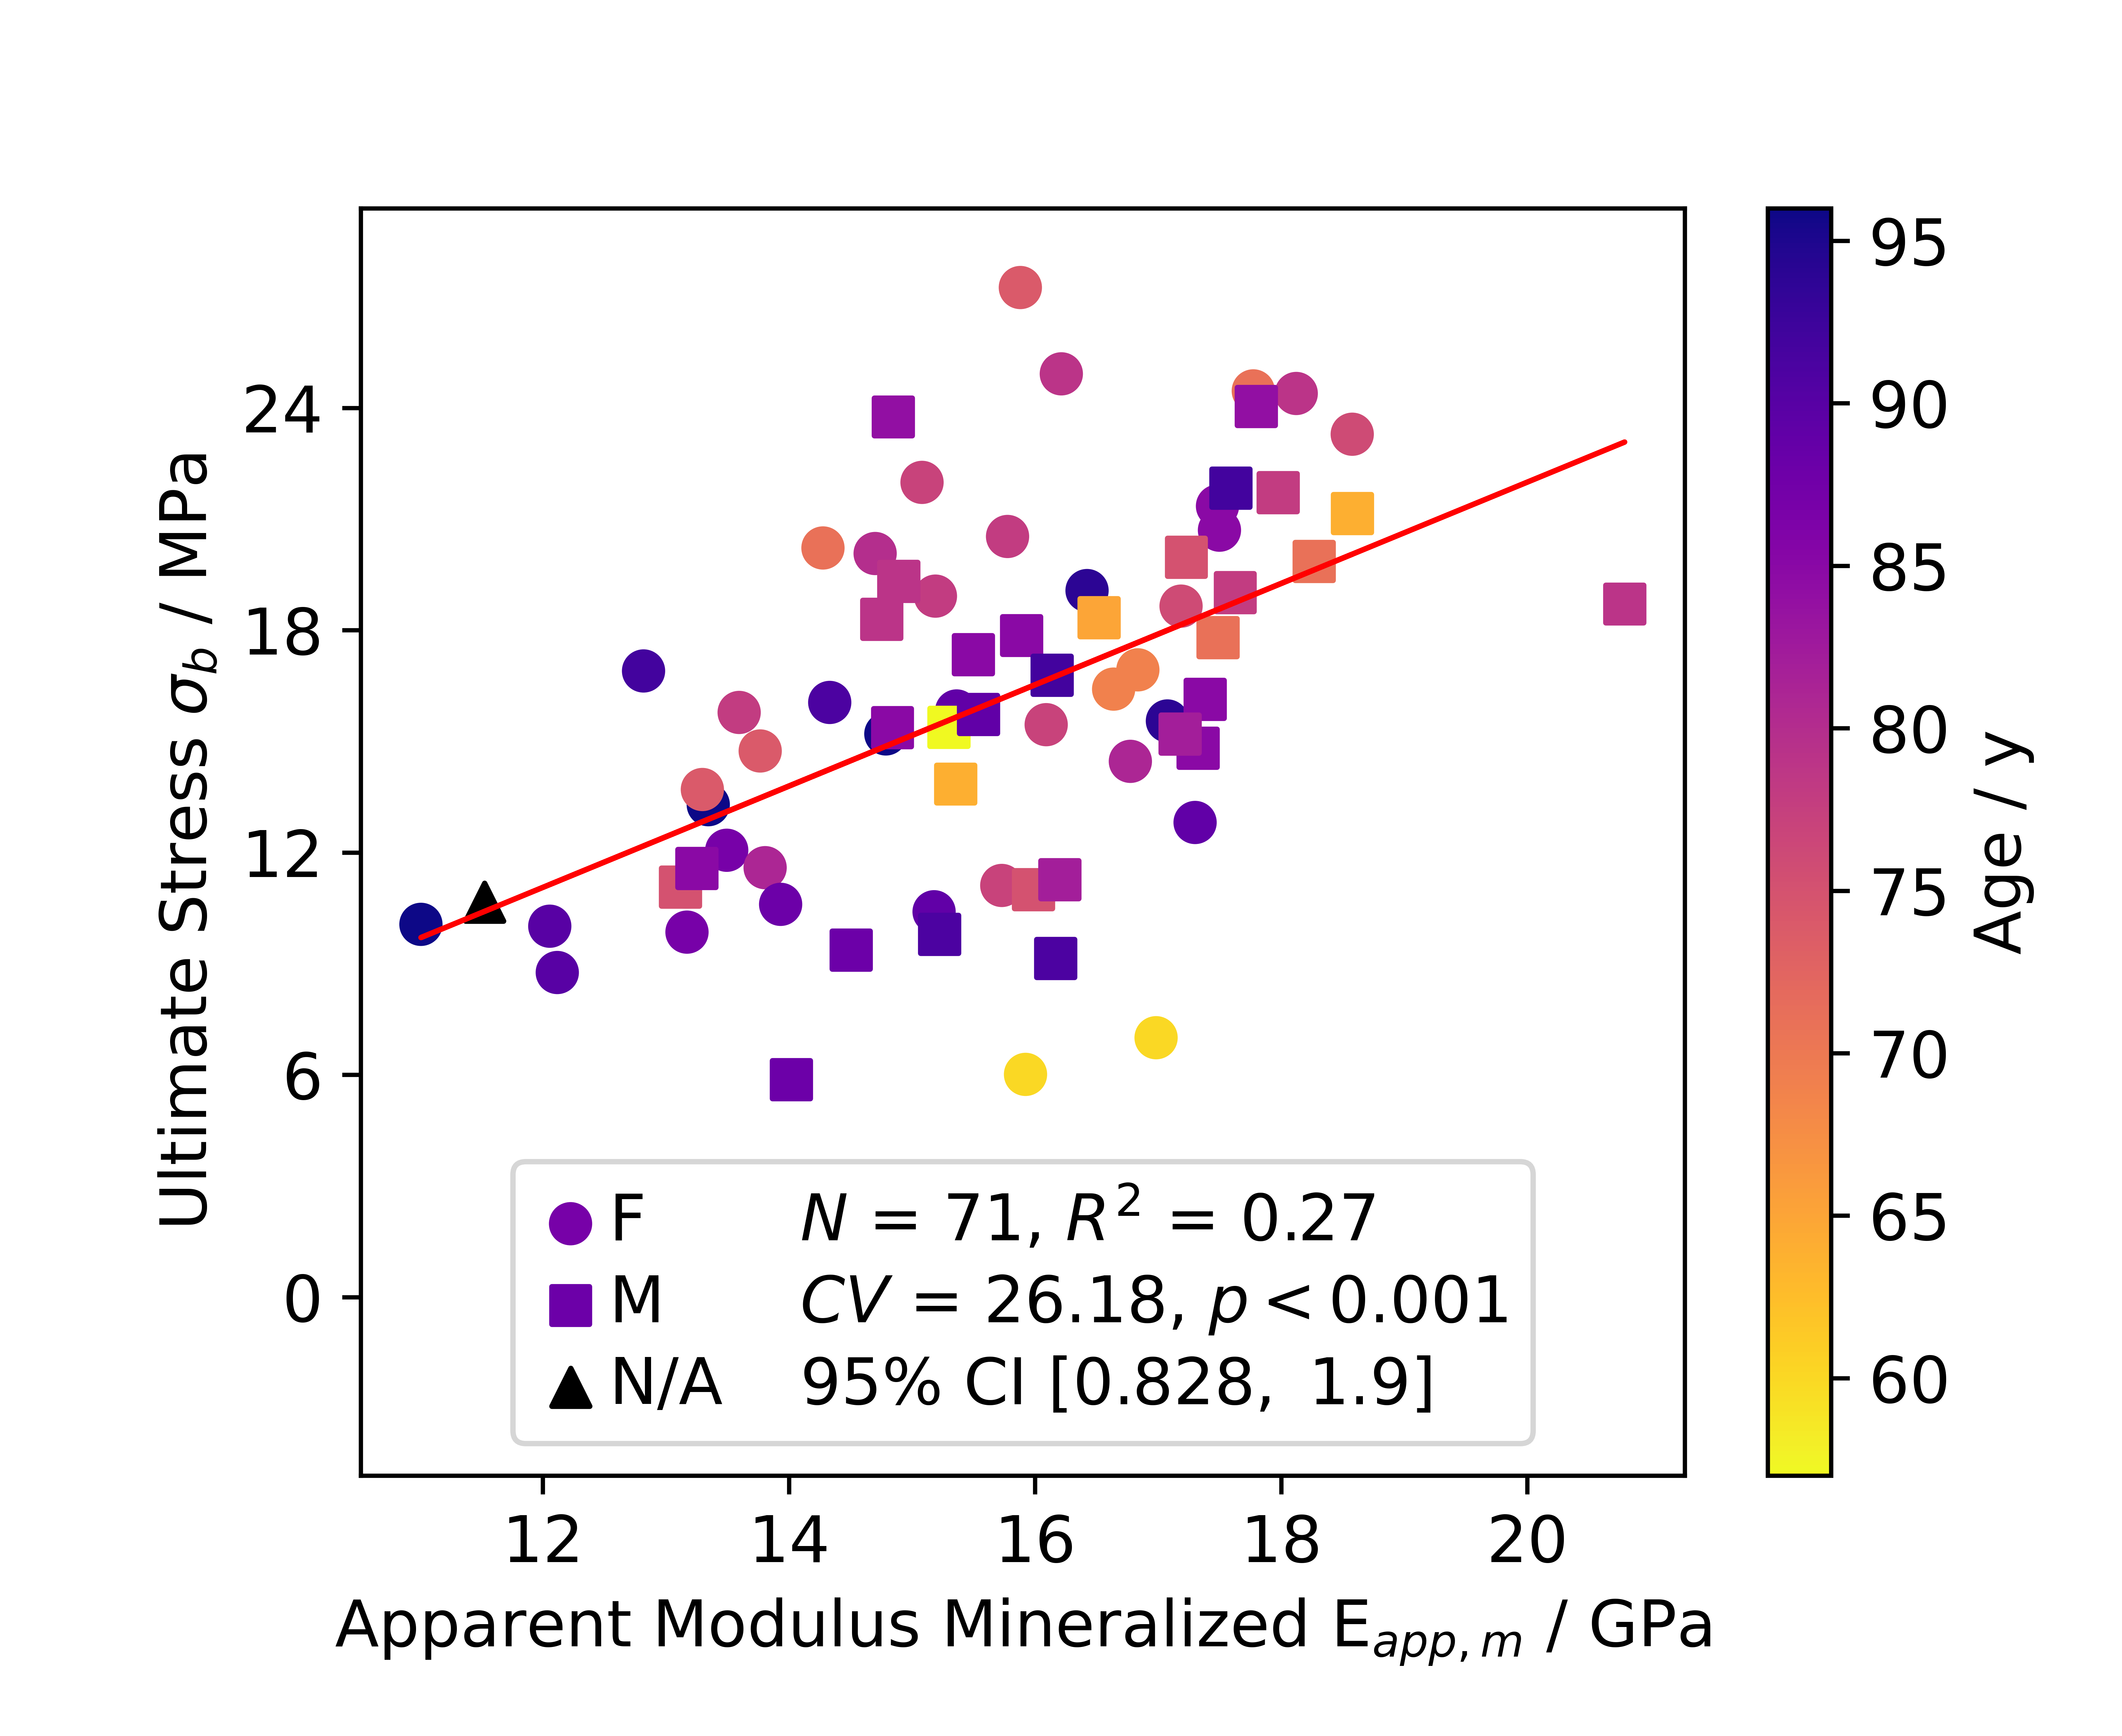 Ultimate Stress σb / MPa
24
18
12
6
0
F N = 71, R² = 0.27
M CV = 26.18, p < 0.001
N/A 95% CI [0.828, 1.9]
12 14 16 18 20
Apparent Modulus Mineralized Eapp,m / GPa
95
90
85
80
75
70
65
60
Age / y